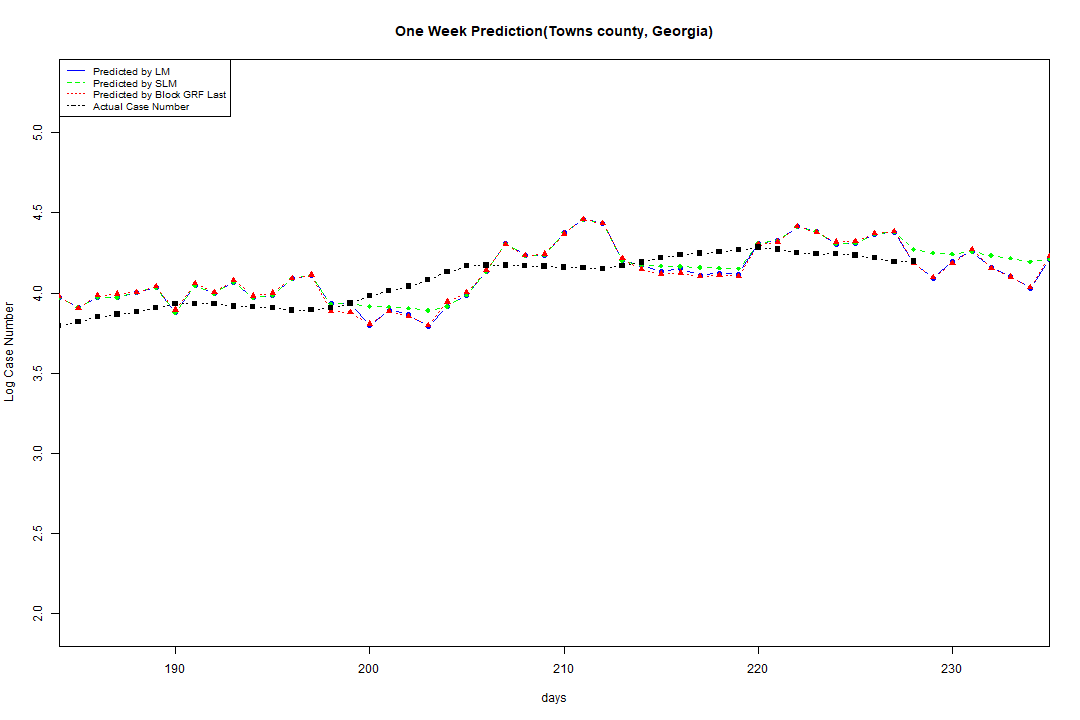 One Week Prediction(Towns county, Georgia)
Predicted by LM
Predicted by SLM
Predicted by Block GRF Last
Actual Case Number
Log Case Number
5.0
4.5
4.0
3.5
3.0
2.5
2.0
190 200 210 220 230
days